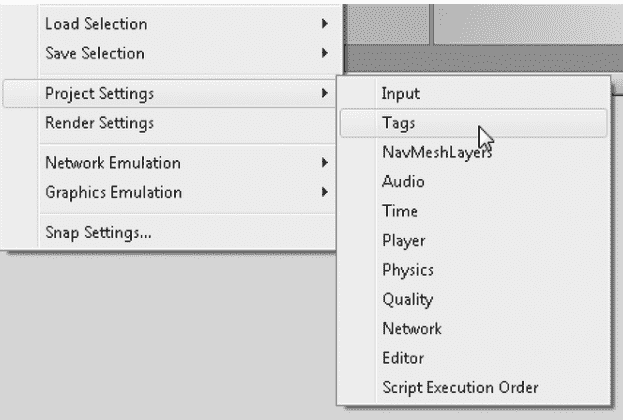 Load Selection
Save Selection
Project Settings
Render Settings
Network Emulation
Graphics Emulation
Snap Settings...
Input
Tags
NavMeshLayers
Audio
Time
Player
Physics
Quality
Network
Editor
Script Execution Order